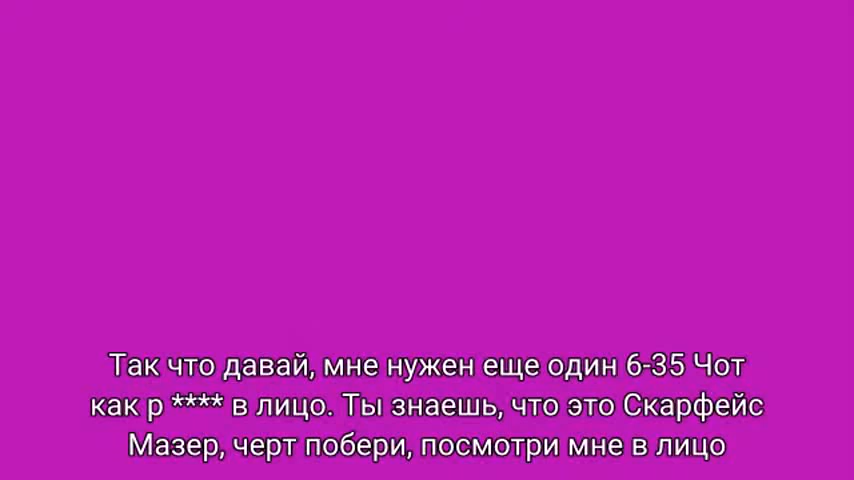 Так что давай, мне нужен еще один 6-35 Чот
как р **** в лицо. Ты знаешь, что это Скарфейс
Мазер, черт побери, посмотри мне в лицо